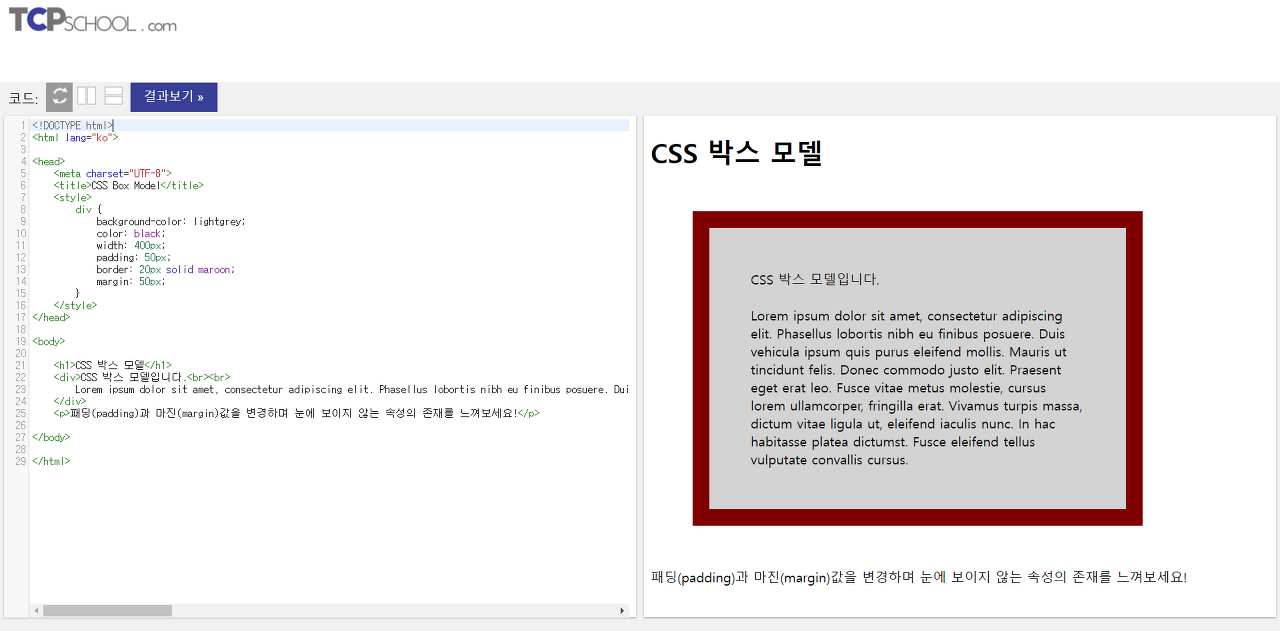 TCPSCHOOL.com
코드:
결과보기 »
1 <!DOCTYPE html>
2 <html lang="ko">
3
4 <head>
5 <meta charset="UTF-8">
6 <title>CSS Box Model</title>
7 <style>
8 div {
9 background-color: lightgrey;
10 color: black;
11 width: 400px;
12 padding: 50px;
13 border: 20px solid maroon;
14 margin: 50px;
15 }
16 </style>
17 </head>
18
19 <body>
20
21 <h1>CSS 박스 모델</h1>
22 <div>CSS 박스 모델입니다.<br><br>
23 Lorem ipsum dolor sit amet, consectetur adipiscing elit. Phasellus lobortis nibh eu finibus posuere. Dui
24 </div>
25 <p>패딩(padding)과 마진(margin)값을 변경하며 눈에 보이지 않는 속성의 존재를 느껴보세요!</p>
26
27 </body>
28
29 </html>
CSS 박스 모델
CSS 박스 모델입니다.
Lorem ipsum dolor sit amet, consectetur adipiscing
elit. Phasellus lobortis nibh eu finibus posuere. Duis
vehicula ipsum quis purus eleifend mollis. Mauris ut
tincidunt felis. Donec commodo justo elit. Praesent
eget erat leo. Fusce vitae metus molestie, cursus
lorem ullamcorper, fringilla erat. Vivamus turpis massa,
dictum vitae ligula ut, eleifend iaculis nunc. In hac
habitasse platea dictumst. Fusce eleifend tellus
vulputate convallis cursus.
패딩(padding)과 마진(margin)값을 변경하며 눈에 보이지 않는 속성의 존재를 느껴보세요!